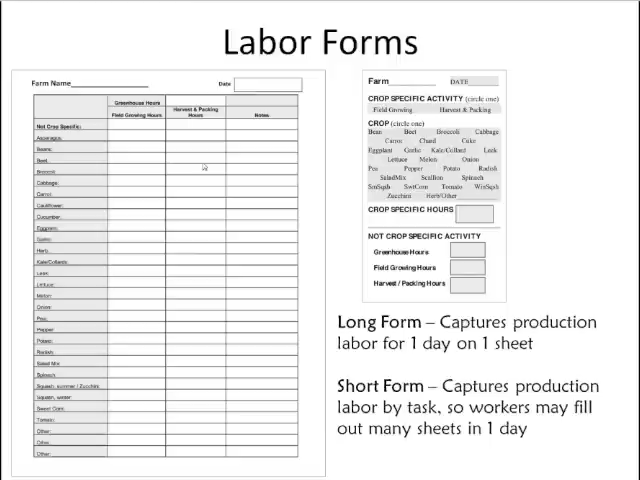 Labor Forms
Farm Name
Date
Greenhouse Hours
Field Growing Hours
Harvest & Packing
Hours
Notes
Not Crop Specific:
Asparagus:
Beans:
Beet:
Broccoli:
Cabbage:
Carrot:
Cauliflower:
Cucumber:
Eggplant:
Garlic:
Herb:
Kale/Collards:
Leek:
Lettuce:
Melon:
Onion:
Pea:
Pepper:
Potato:
Radish:
Salad Mix:
Spinach:
Squash, summer / Zucchini:
Squash, winter:
Sweet Corn:
Tomato:
Other:
Other:
Other:
Farm
DATE
CROP SPECIFIC ACTIVITY (circle one)
Field Growing Harvest & Packing
CROP (circle one)
Bean Beet Broccoli Cabbage
Carrot Chard Cuke
Eggplant Garlic Kale/Collard Leek
Lettuce Melon Onion
Pea Pepper Potato Radish
SaladMix Scallion Spinach
SmSqsh SwtCorn Tomato WinSqsh
Zucchini Herb/Other
CROP SPECIFIC HOURS
NOT CROP SPECIFIC ACTIVITY
Greenhouse Hours
Field Growing Hours
Harvest / Packing Hours
Long Form – Captures production
labor for 1 day on 1 sheet
Short Form – Captures production
labor by task, so workers may fill
out many sheets in 1 day